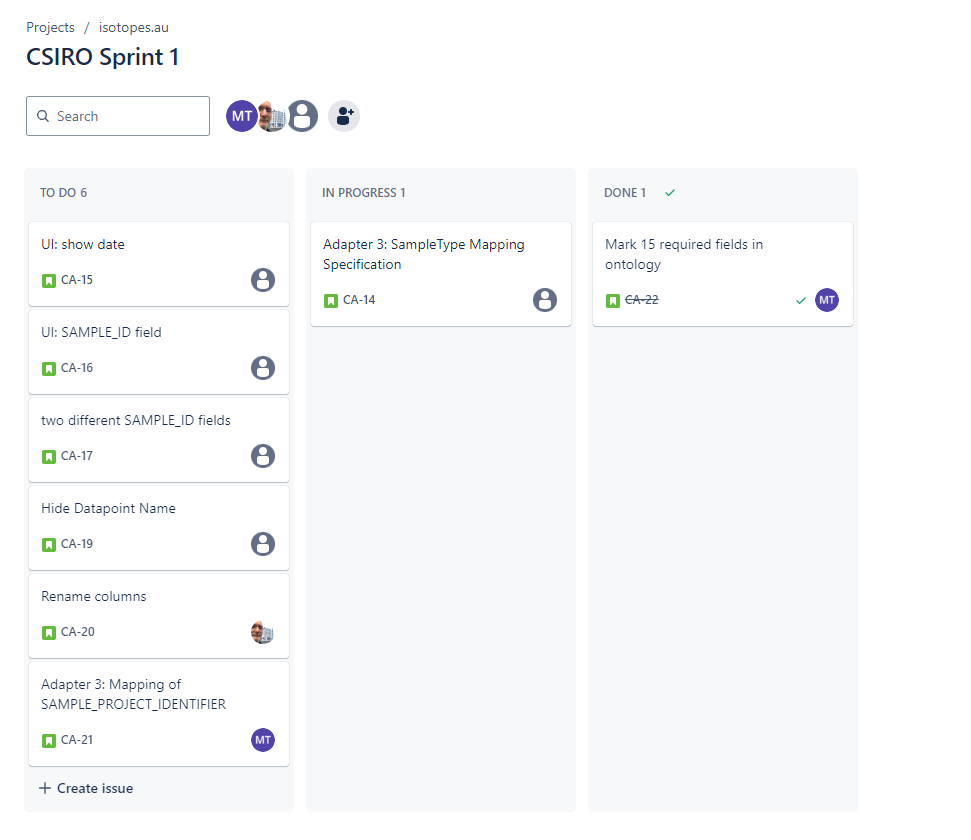 Projects / isotopes.au
CSIRO Sprint 1
Search
MT
TO DO 6
UI: show date
CA-15
UI: SAMPLE_ID field
CA-16
two different SAMPLE_ID fields
CA-17
Hide Datapoint Name
CA-19
Rename columns
CA-20
Adapter 3: Mapping of
SAMPLE_PROJECT_IDENTIFIER
CA-21 MT
+ Create issue
IN PROGRESS 1
Adapter 3: SampleType Mapping
Specification
CA-14
DONE 1
Mark 15 required fields in
ontology
CA-22 MT